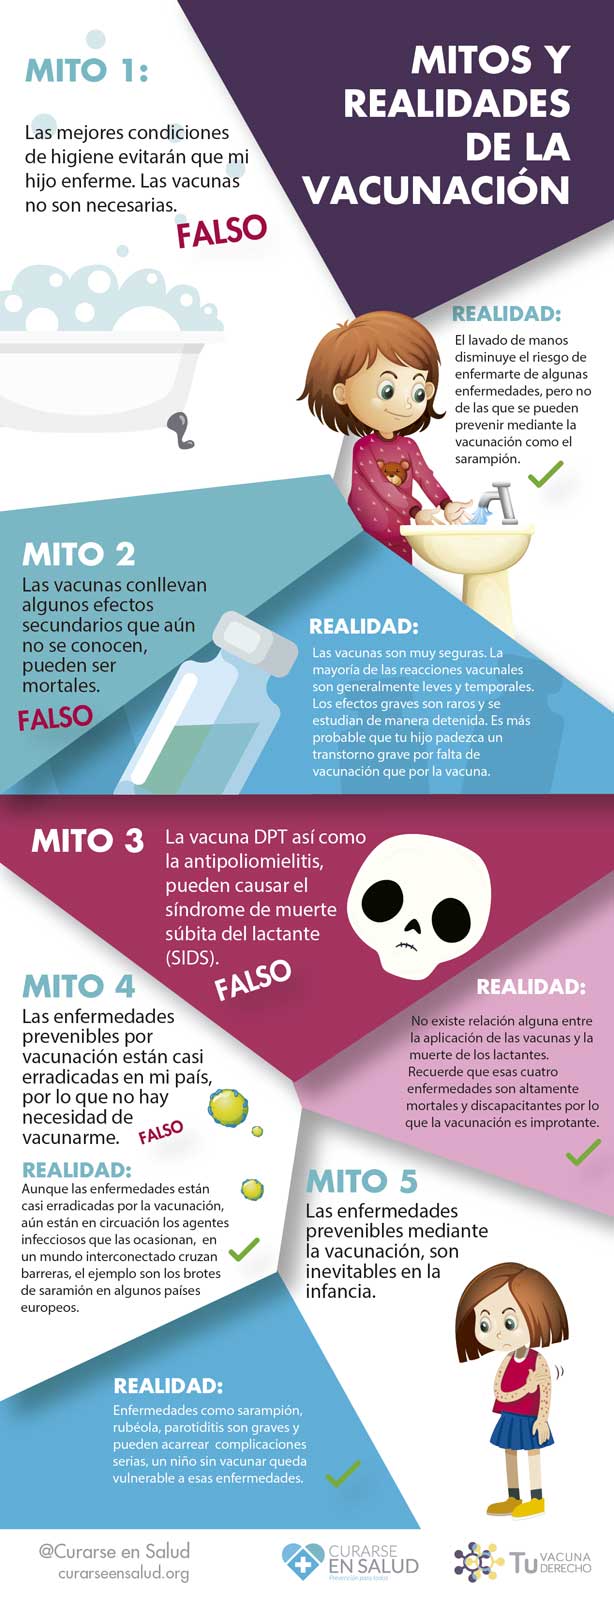 MITOS Y
REALIDADES
DE LA
VACUNACIÓN
MITO 1:
Las mejores condiciones
de higiene evitarán que mi
hijo enferme. Las vacunas
no son necesarias.
FALSO
REALIDAD:
El lavado de manos
disminuye el riesgo de
enfermarte de algunas
enfermedades, pero no
de las que se pueden
prevenir mediante la
vacunación como el
sarampión.
MITO 2
Las vacunas conllevan
algunos efectos
secundarios que aún
no se conocen,
pueden ser
mortales.
FALSO
REALIDAD:
Las vacunas son muy seguras. La
mayoría de las reacciones vacunales
son generalmente leves y temporales.
Los efectos graves son raros y se
estudian de manera detenida. Es más
probable que tu hijo padezca un
transtorno grave por falta de
vacunación que por la vacuna.
MITO 3
La vacuna DPT así como
la antipoliomielitis,
pueden causar el
síndrome de muerte
súbita del lactante
(SIDS).
FALSO
REALIDAD:
No existe relación alguna entre
la aplicación de las vacunas y la
muerte de los lactantes.
Recuerde que esas cuatro
enfermedades son altamente
mortales y discapacitantes por lo
que la vacunación es improtante.
MITO 4
Las enfermedades
prevenibles por
vacunación están casi
erradicadas en mi país,
por lo que no hay
necesidad de
vacunarme.
FALSO
REALIDAD:
Aunque las enfermedades están
casi erradicadas por la vacunación,
aún están en circuación los agentes
infecciosos que las ocasionan, en
un mundo interconectado cruzan
barreras, el ejemplo son los brotes
de saramión en algunos países
europeos.
MITO 5
Las enfermedades
prevenibles mediante
la vacunación, son
inevitables en la
infancia.
REALIDAD:
Enfermedades como sarampión,
rubéola, parotiditis son graves y
pueden acarrear complicaciones
serias, un niño sin vacunar queda
vulnerable a esas enfermedades.
@Curarse en Salud
curarseensalud.org
CURARSE
EN SALUD
Prevención para todos
TU VACUNA
DERECHO